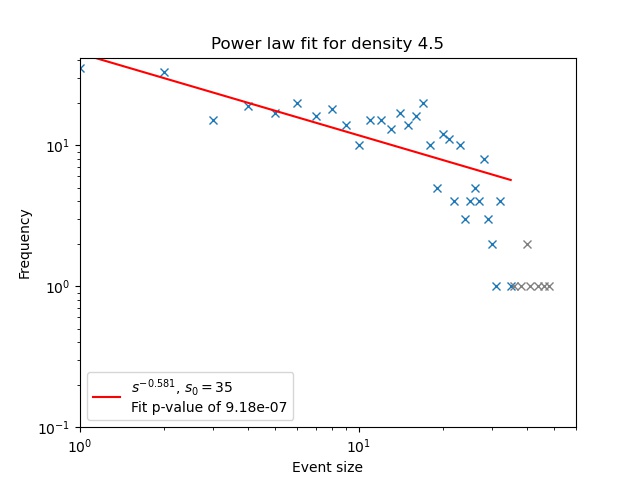 Power law fit for density 4.5
Frequency
10¹
10⁰
10⁻¹
s⁻⁰·⁵⁸¹, s₀ = 35
Fit p-value of 9.18e-07
10⁰
10¹
Event size